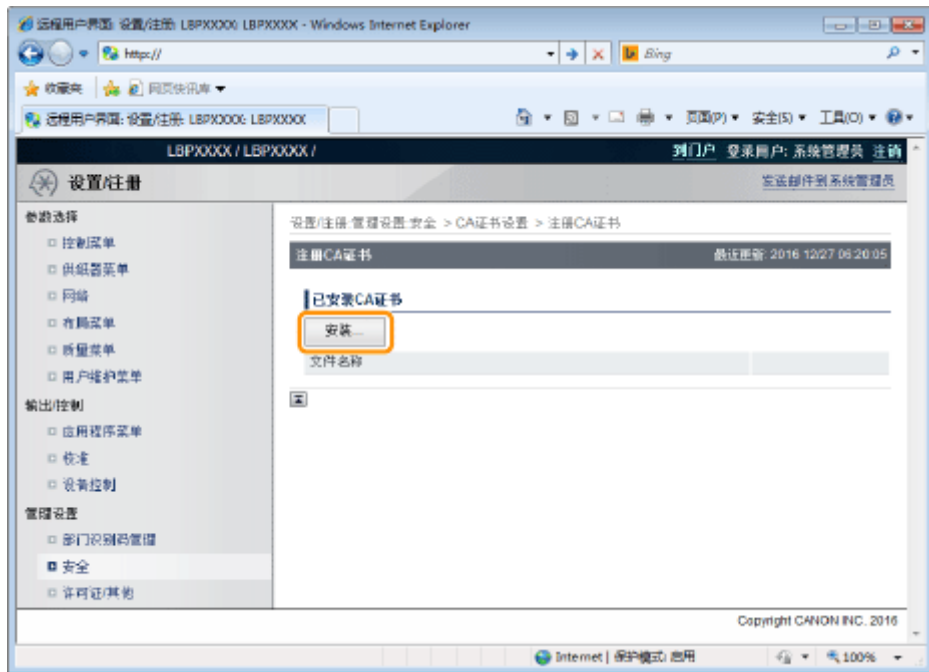 远程用户界面: 设置/注册: LBPXXXX: LBPXXXX - Windows Internet Explorer
https://
Bing
收藏夹 网页快讯库
远程用户界面: 设置/注册: LBPXXXX: LBPXXXX
页面(P) 安全(S) 工具(O)
LBPXXXX / LBPXXXX / 到门户 登录用户: 系统管理员 注销
设置/注册 发送邮件到系统管理员
参数选择
控制菜单
供纸器菜单
网络
布局菜单
质量菜单
用户维护菜单
输出/控制
应用程序菜单
校准
设备控制
管理设置
部门识别码管理
安全
许可证/其他
设置/注册:管理设置:安全 > CA证书设置 > 注册CA证书
注册CA证书 最近更新: 2016 12/27 06:20:05
已安装CA证书
安装...
文件名称
Copyright CANON INC. 2016
Internet | 保护模式: 启用 100%